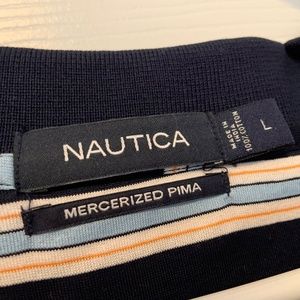 NAUTICA
MERCERIZED PIMA
L
100% COTTON
MADE IN